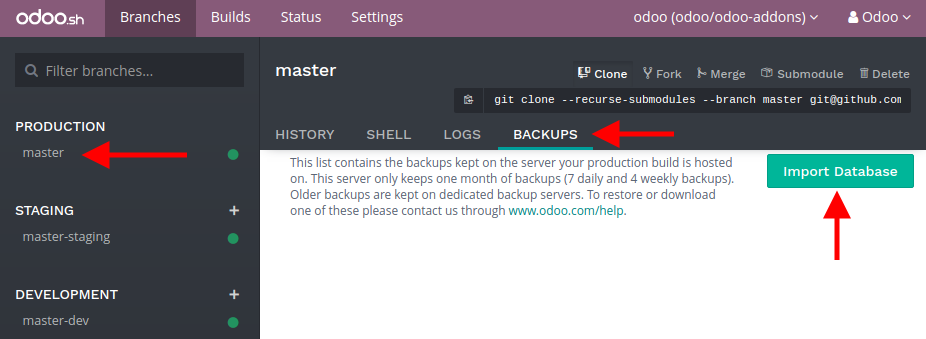 odoo.sh Branches Builds Status Settings odoo (odoo/odoo-addons) Odoo
Filter branches...
PRODUCTION
master
STAGING
master-staging
DEVELOPMENT
master-dev
master
Clone Fork Merge Submodule Delete
git clone --recurse-submodules --branch master git@github.com
HISTORY SHELL LOGS BACKUPS
This list contains the backups kept on the server your production build is hosted
on. This server only keeps one month of backups (7 daily and 4 weekly backups).
Older backups are kept on dedicated backup servers. To restore or download
one of these please contact us through www.odoo.com/help.
Import Database